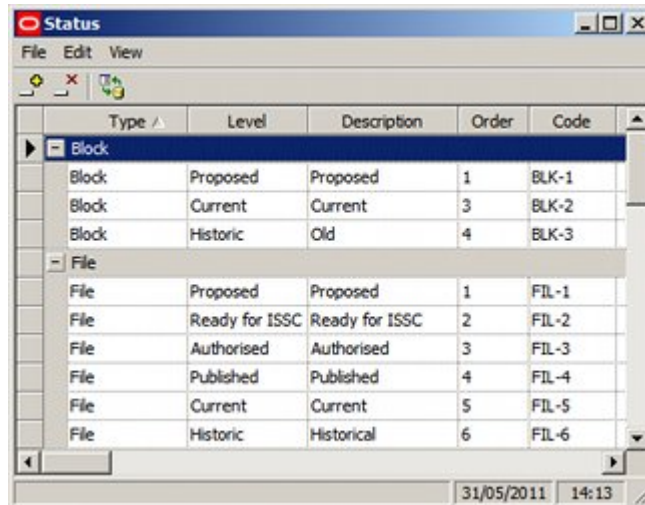 Status
File Edit View
Type Level Description Order Code
Block
Block Proposed Proposed 1 BLK-1
Block Current Current 3 BLK-2
Block Historic Old 4 BLK-3
File
File Proposed Proposed 1 FIL-1
File Ready for ISSC Ready for ISSC 2 FIL-2
File Authorised Authorised 3 FIL-3
File Published Published 4 FIL-4
File Current Current 5 FIL-5
File Historic Historical 6 FIL-6
31/05/2011 14:13